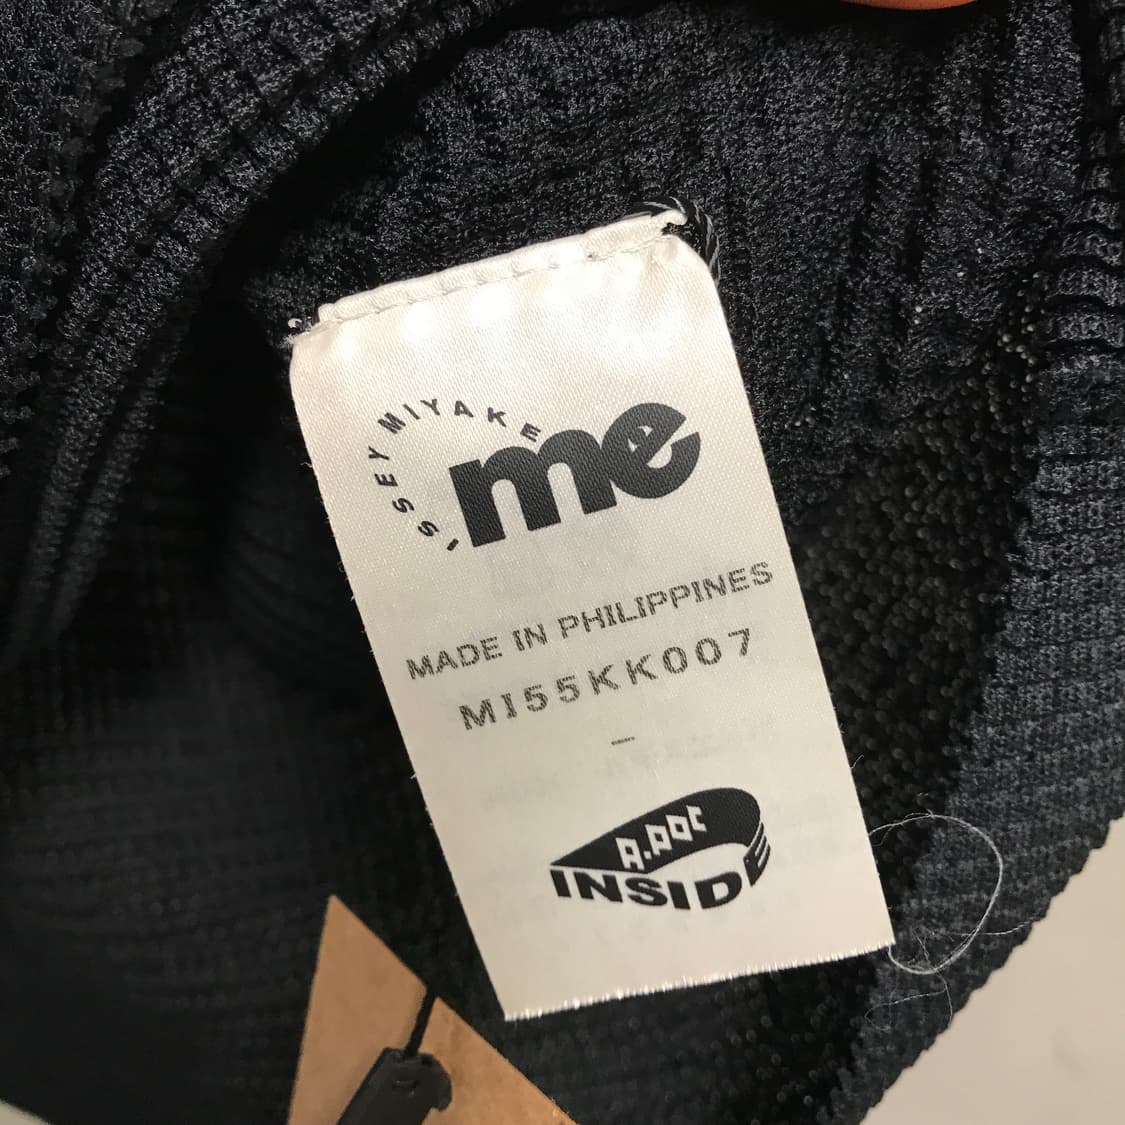 ISSEY MIYAKE
me
MADE IN PHILIPPINES
MI55KK007
–
A.POC
INSIDE